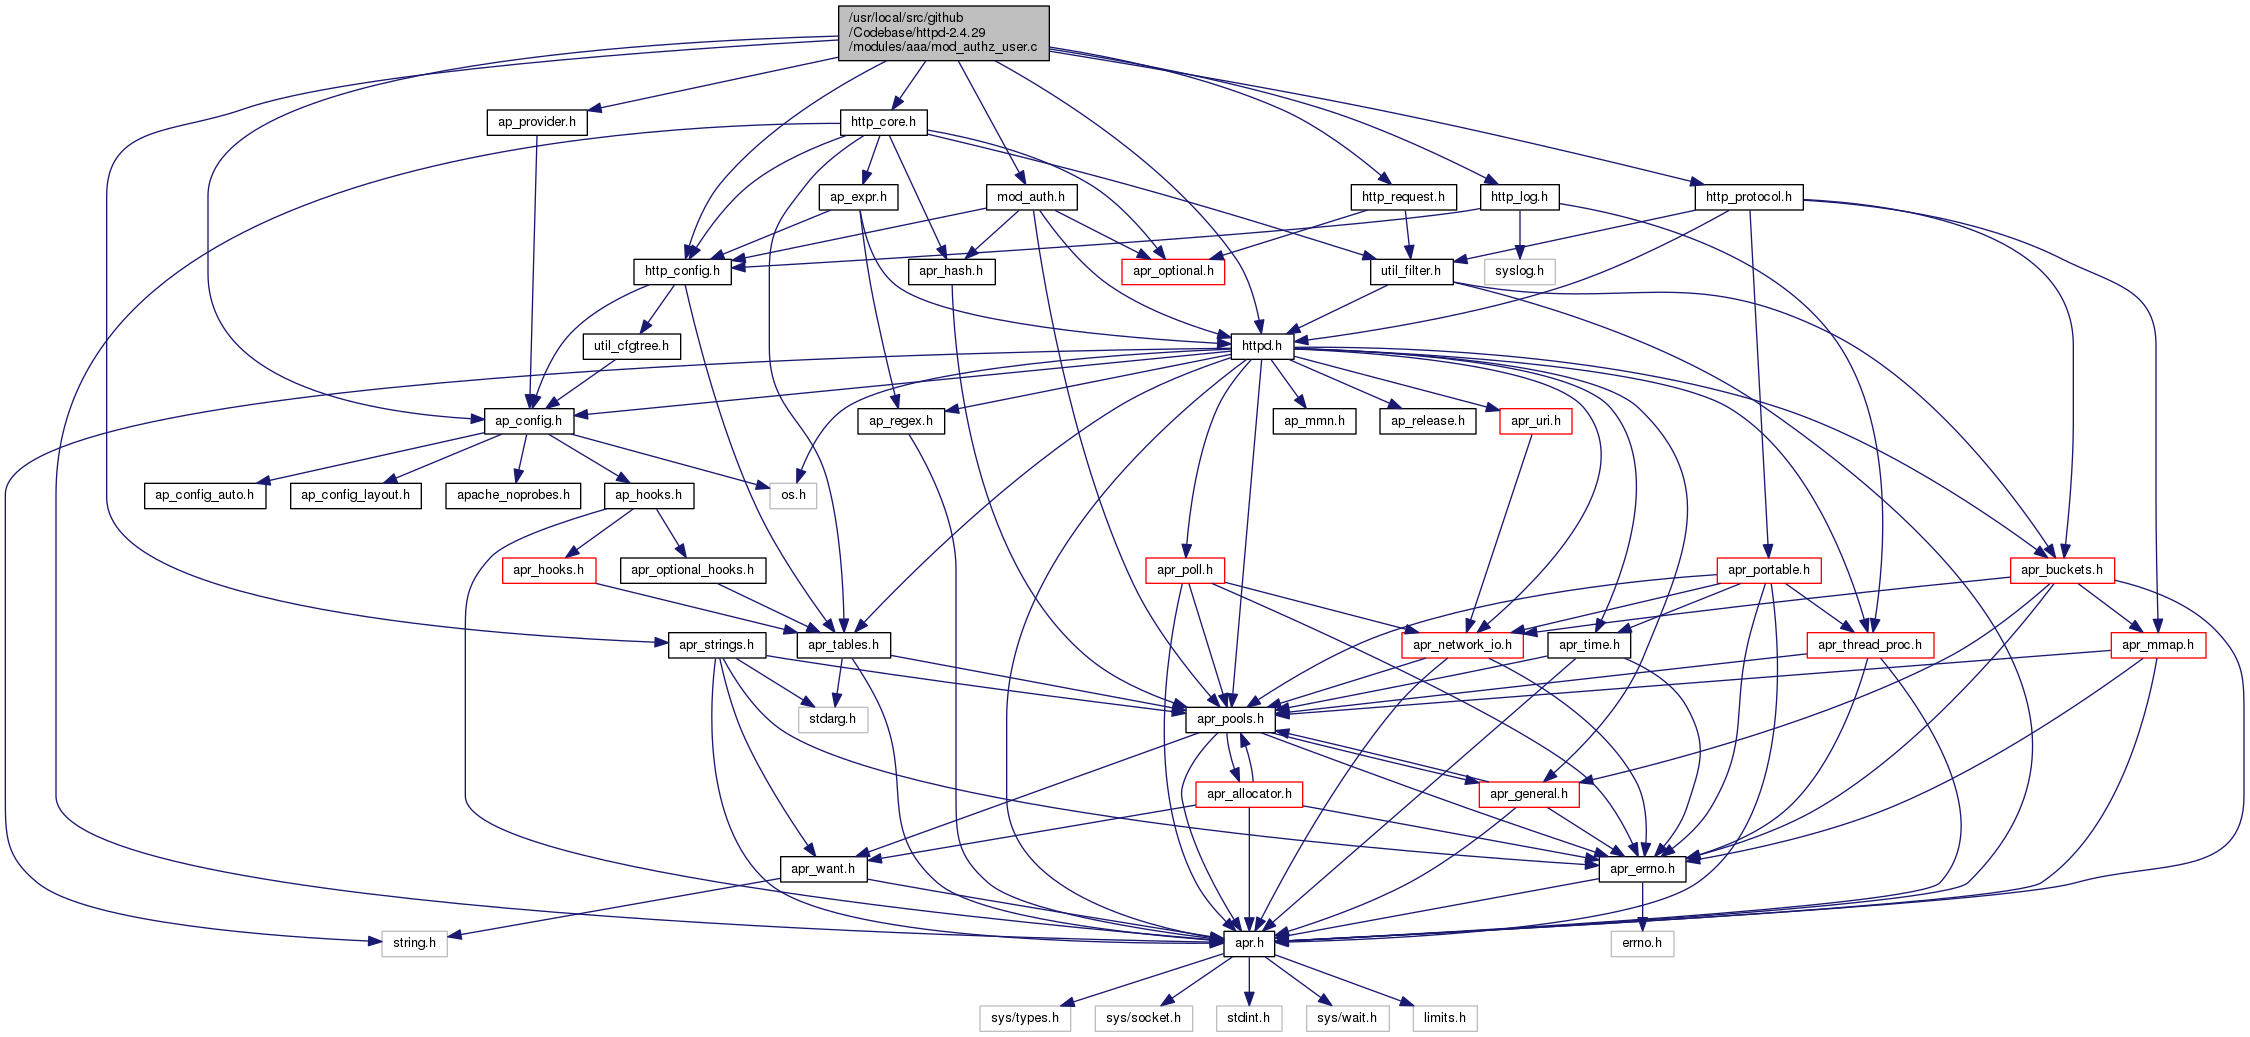 /usr/local/src/github
/Codebase/httpd-2.4.29
/modules/aaa/mod_authz_user.c
ap_provider.h
http_core.h
ap_expr.h
mod_auth.h
http_request.h
http_log.h
http_protocol.h
http_config.h
apr_hash.h
apr_optional.h
util_filter.h
syslog.h
util_cfgtree.h
httpd.h
ap_config.h
ap_regex.h
ap_mmn.h
ap_release.h
apr_uri.h
ap_config_auto.h
ap_config_layout.h
apache_noprobes.h
ap_hooks.h
os.h
apr_hooks.h
apr_optional_hooks.h
apr_poll.h
apr_portable.h
apr_buckets.h
apr_strings.h
apr_tables.h
apr_network_io.h
apr_time.h
apr_thread_proc.h
apr_mmap.h
stdarg.h
apr_pools.h
apr_allocator.h
apr_general.h
apr_want.h
apr_errno.h
string.h
apr.h
errno.h
sys/types.h
sys/socket.h
stdint.h
sys/wait.h
limits.h